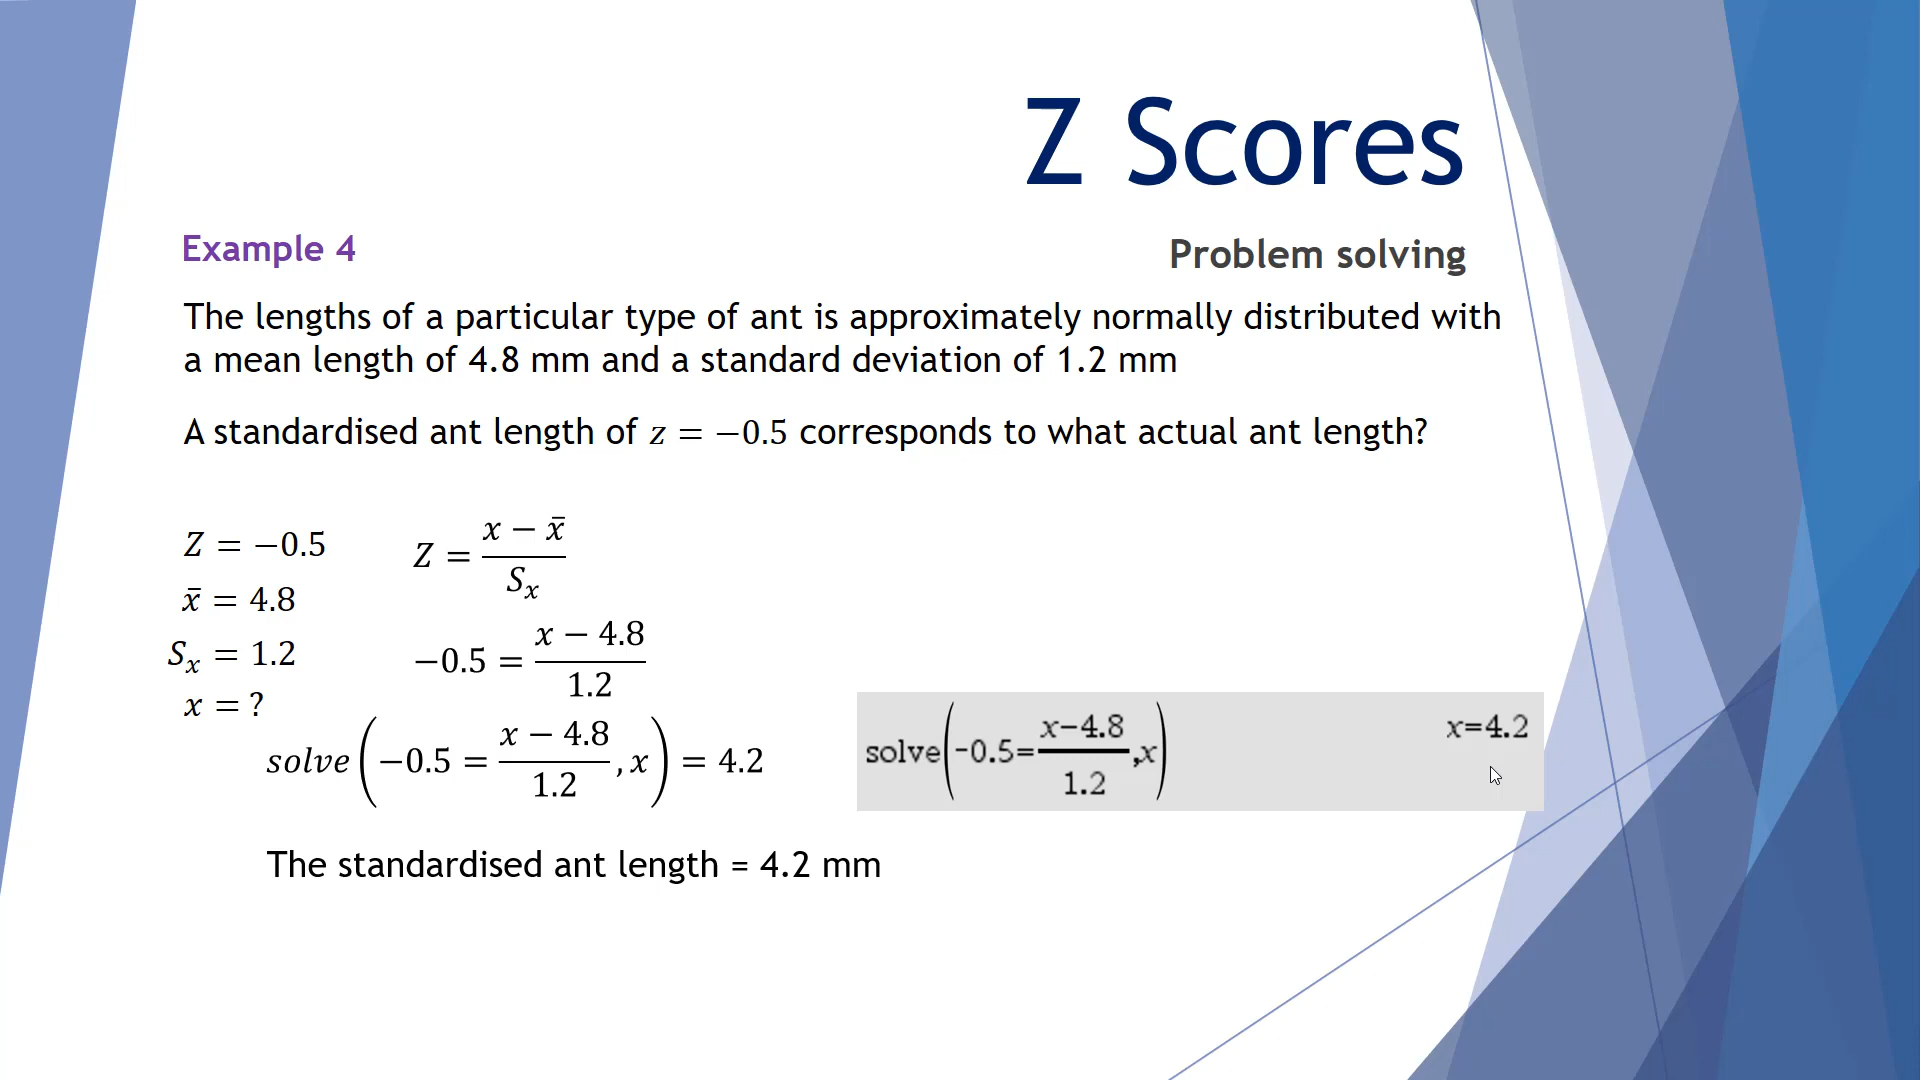 Z Scores
Example 4
Problem solving
The lengths of a particular type of ant is approximately normally distributed with
a mean length of 4.8 mm and a standard deviation of 1.2 mm
A standardised ant length of z = −0.5 corresponds to what actual ant length?
Z = −0.5
x̄ = 4.8
Sₓ = 1.2
x = ?
Z = (x − x̄)/Sₓ
−0.5 = (x − 4.8)/1.2
solve(−0.5 = (x − 4.8)/1.2, x) = 4.2
solve(-0.5=(x-4.8)/1.2,x) x=4.2
The standardised ant length = 4.2 mm